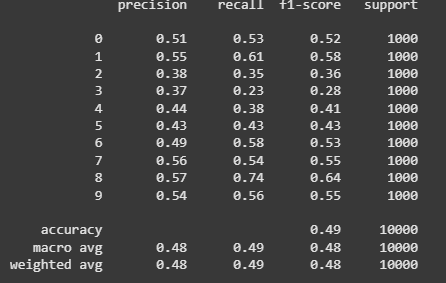 precision recall f1-score support
0 0.51 0.53 0.52 1000
1 0.55 0.61 0.58 1000
2 0.38 0.35 0.36 1000
3 0.37 0.23 0.28 1000
4 0.44 0.38 0.41 1000
5 0.43 0.43 0.43 1000
6 0.49 0.58 0.53 1000
7 0.56 0.54 0.55 1000
8 0.57 0.74 0.64 1000
9 0.54 0.56 0.55 1000
accuracy 0.49 10000
macro avg 0.48 0.49 0.48 10000
weighted avg 0.48 0.49 0.48 10000